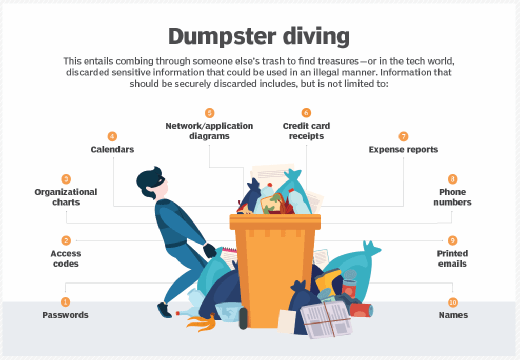 Dumpster diving
This entails combing through someone else's trash to find treasures—or in the tech world,
discarded sensitive information that could be used in an illegal manner. Information that
should be securely discarded includes, but is not limited to:
5
Network/application
diagrams
6
Credit card
receipts
4
Calendars
7
Expense reports
3
Organizational
charts
8
Phone
numbers
2
Access
codes
9
Printed
emails
1
Passwords
10
Names